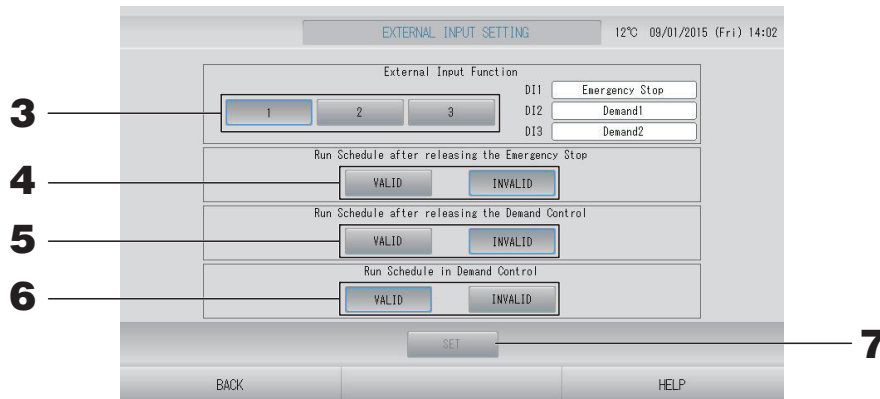 EXTERNAL INPUT SETTING 12℃ 09/01/2015 (Fri) 14:02
External Input Function
3 1 2 3
DI1 Emergency Stop
DI2 Demand1
DI3 Demand2
Run Schedule after releasing the Emergency Stop
4 VALID INVALID
Run Schedule after releasing the Demand Control
5 VALID INVALID
Run Schedule in Demand Control
6 VALID INVALID
SET 7
BACK HELP